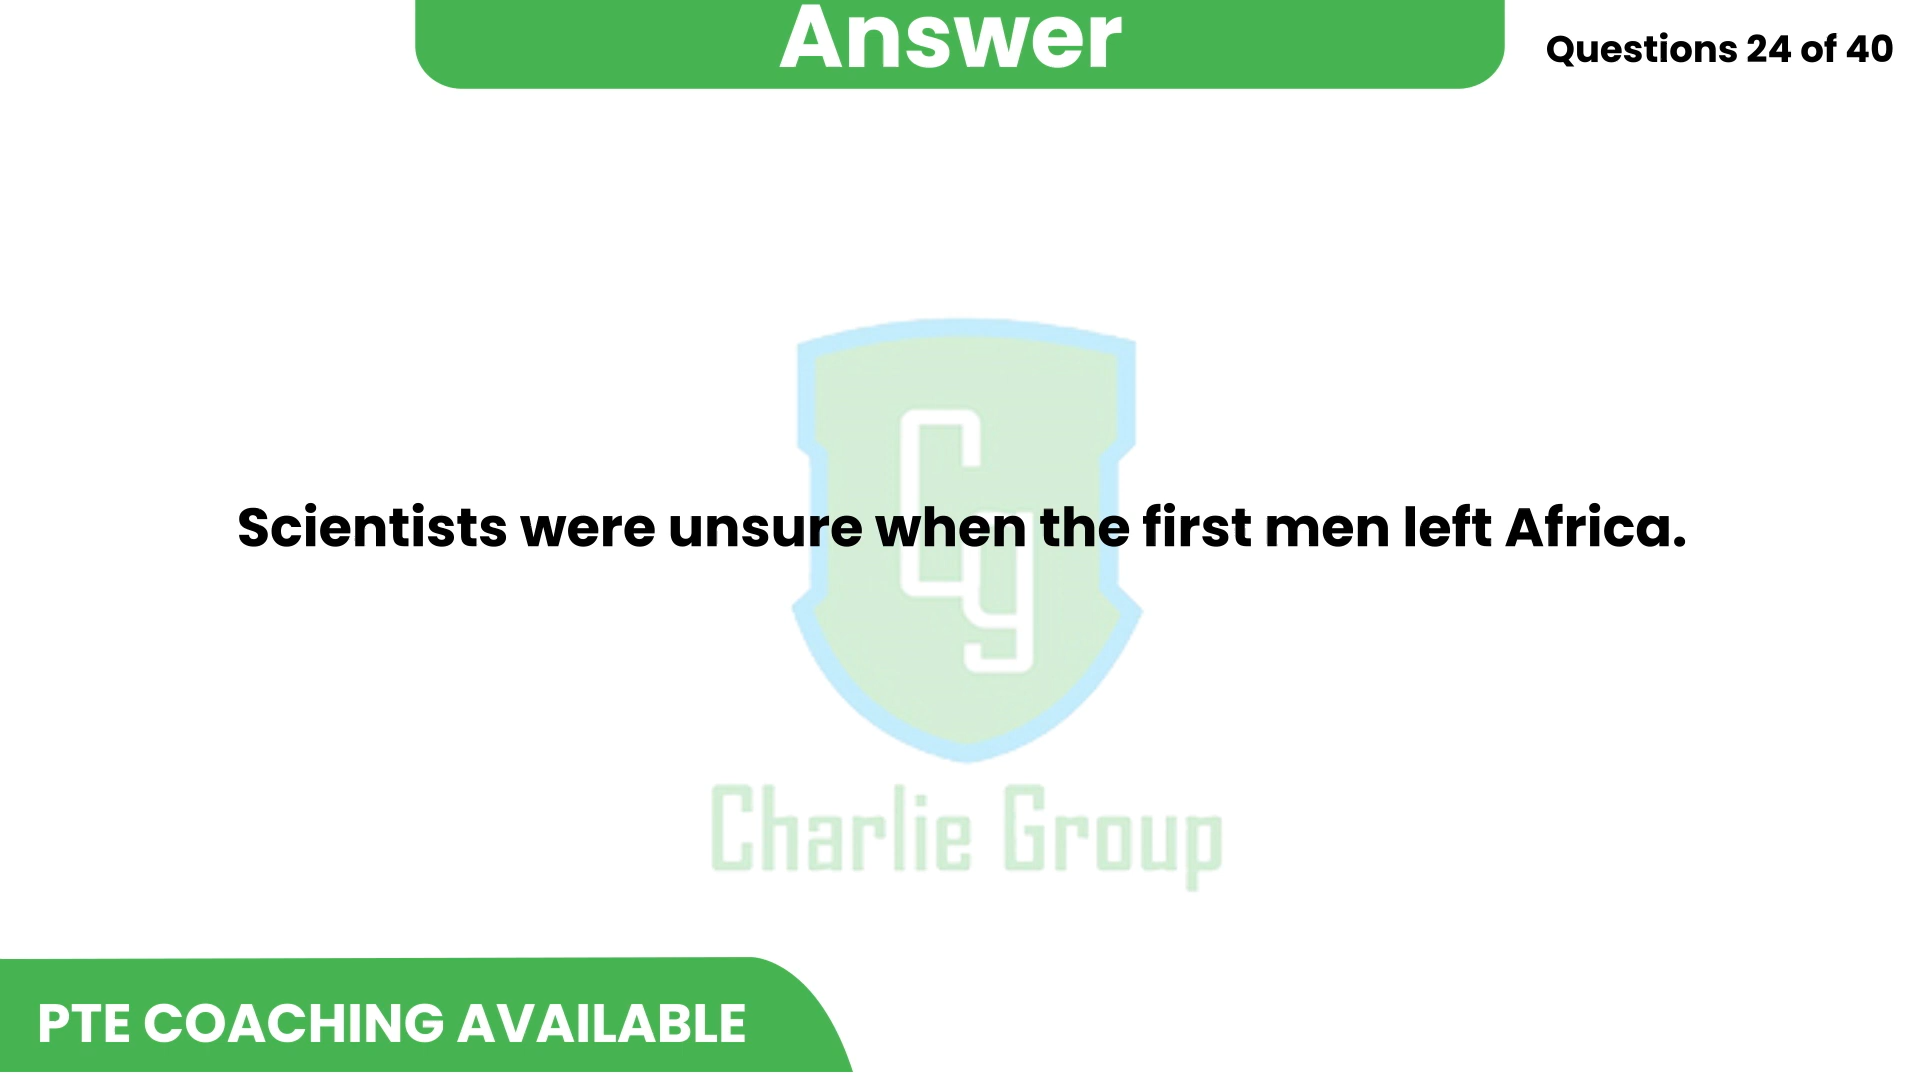 Answer
Questions 24 of 40
Scientists were unsure when the first men left Africa.
Cg
Charlie Group
PTE COACHING AVAILABLE